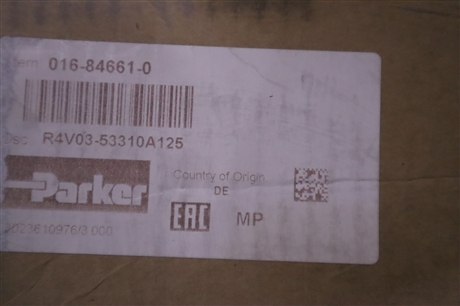 016-84661-0
R4V03-53310A125
Parker
Country of Origin
DE
EAC
MP